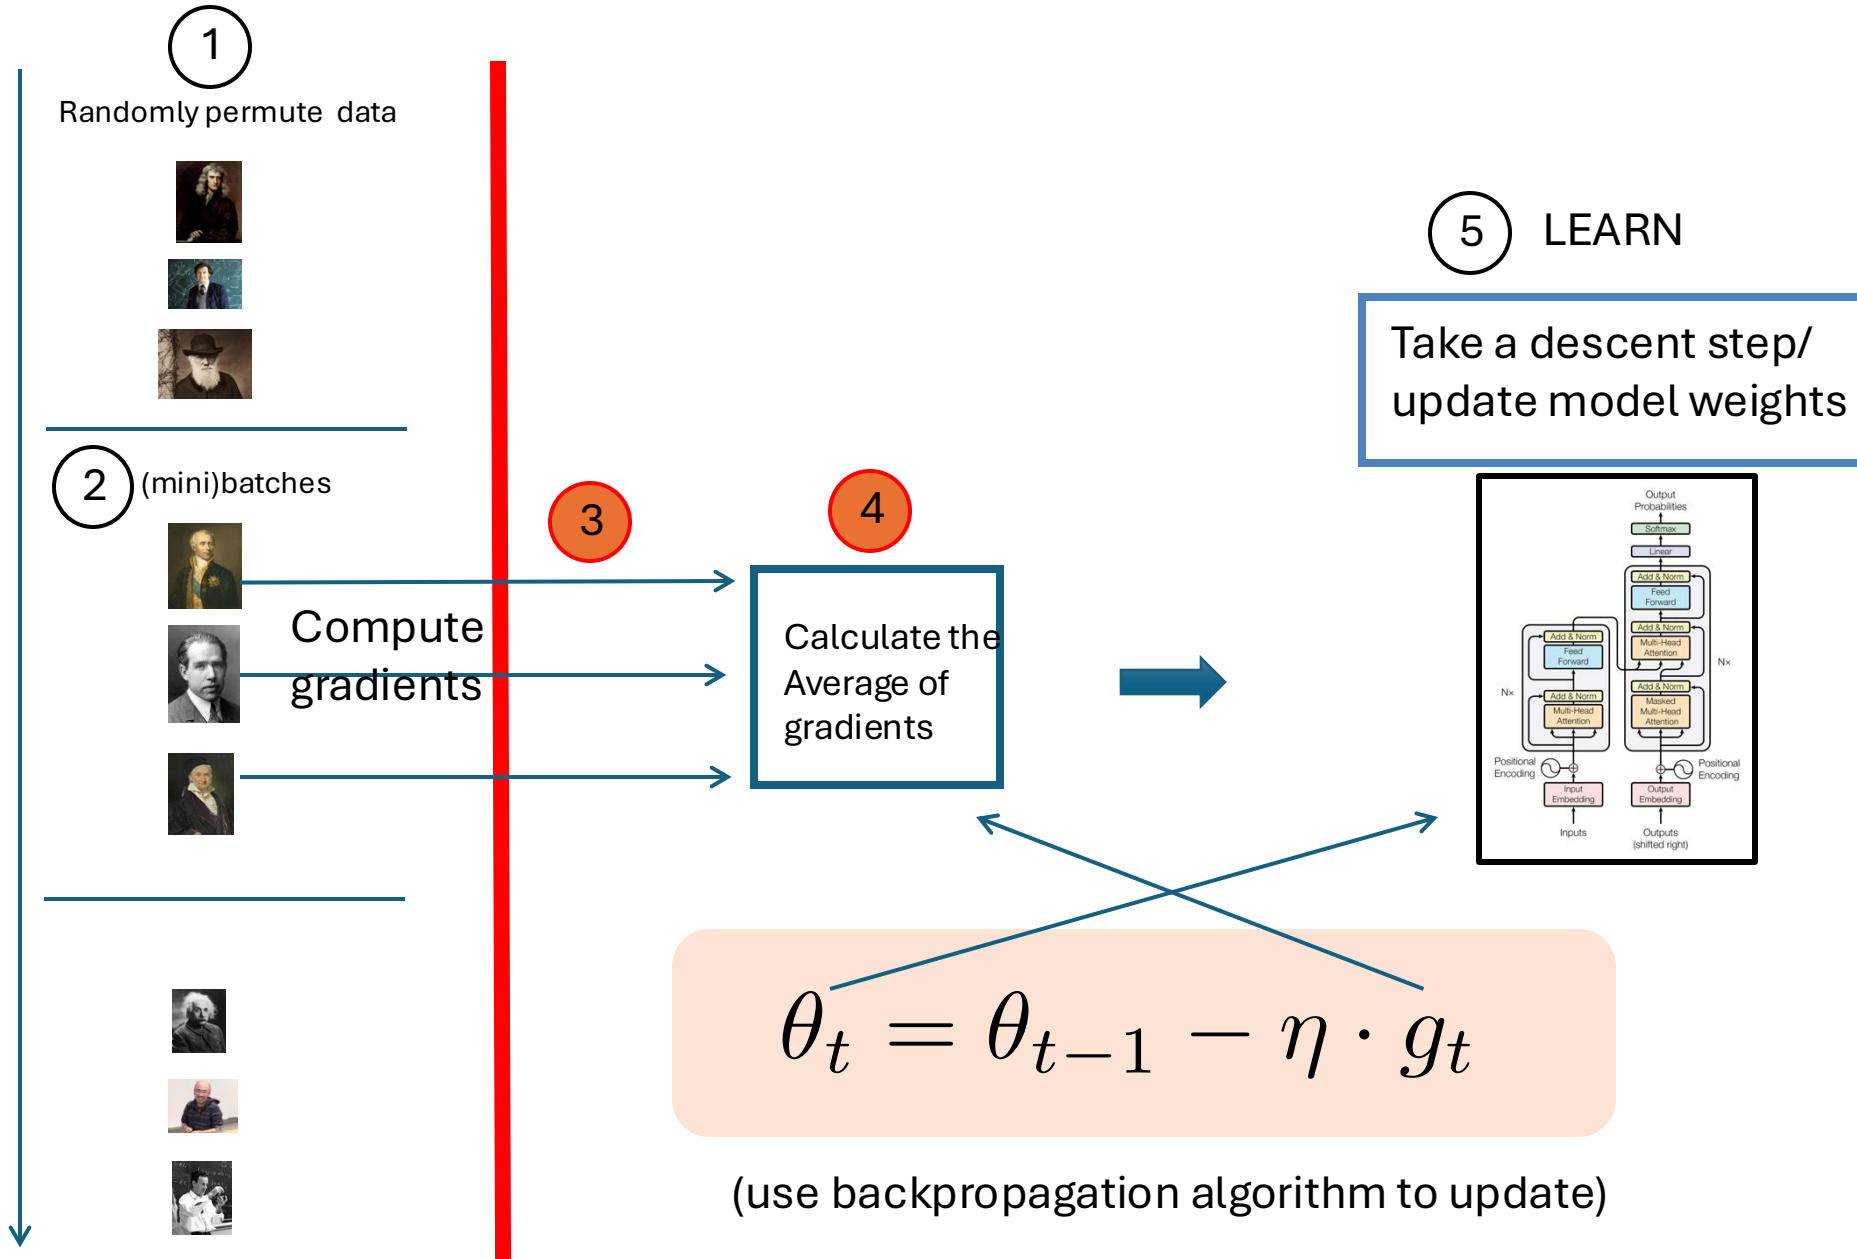 1
Randomly permute data
2
(mini)batches
Compute
gradients
3
4
Calculate the
Average of
gradients
5
LEARN
Take a descent step/
update model weights
Output
Probabilities
Softmax
Linear
Add & Norm
Feed
Forward
Add & Norm
Multi-Head
Attention
Add & Norm
Feed
Forward
N×
N×
Add & Norm
Multi-Head
Attention
Add & Norm
Masked
Multi-Head
Attention
Positional
Encoding
Positional
Encoding
Input
Embedding
Output
Embedding
Inputs
Outputs
(shifted right)
θ_t = θ_{t−1} − η · g_t
(use backpropagation algorithm to update)